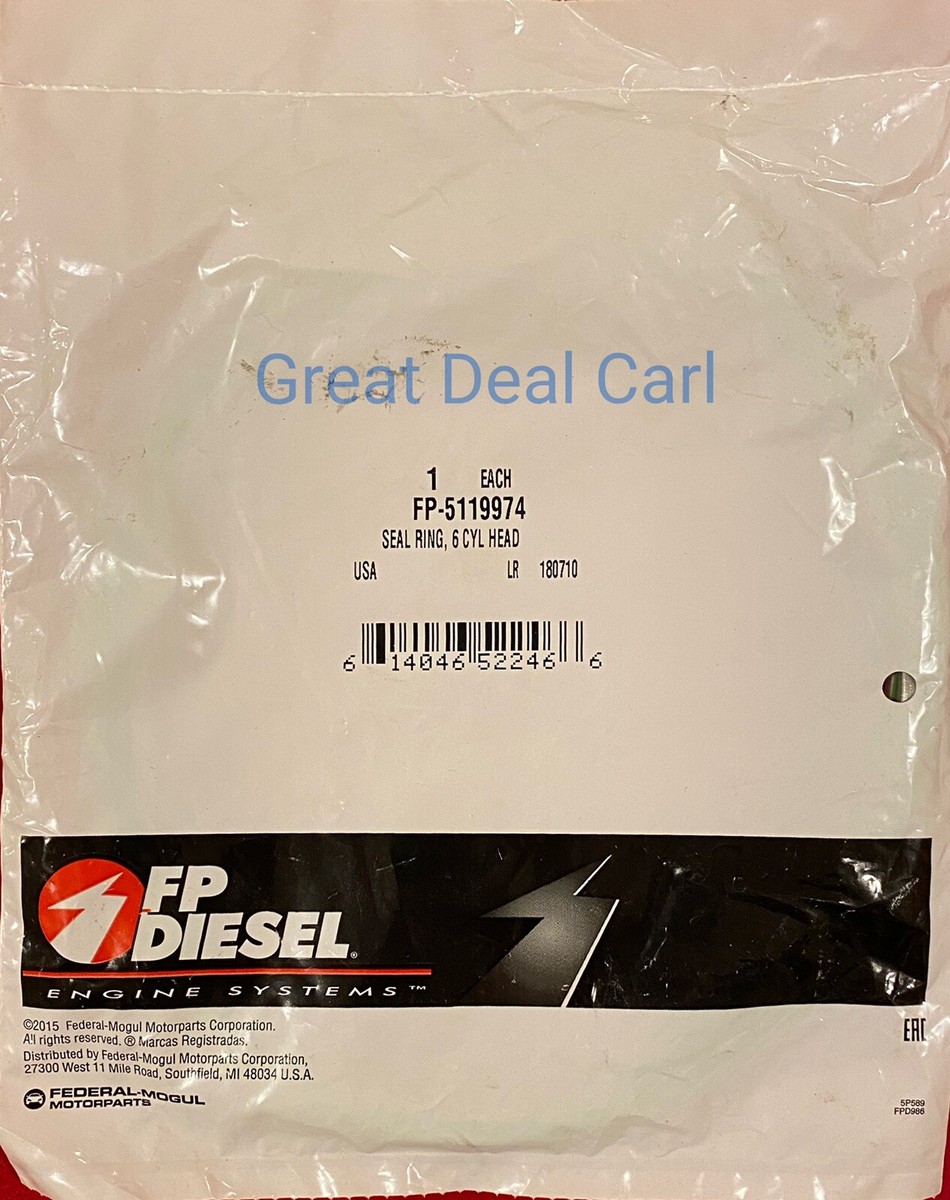 Great Deal Carl
1 EACH
FP-5119974
SEAL RING, 6 CYL HEAD
USA LR 180710
6 14046 52246 6
FP
DIESEL®
ENGINE SYSTEMS™
©2015 Federal-Mogul Motorparts Corporation.
All rights reserved. ® Marcas Registradas.
Distributed by Federal-Mogul Motorparts Corporation,
27300 West 11 Mile Road, Southfield, MI 48034 U.S.A.
FEDERAL-MOGUL
MOTORPARTS
EAC
5P589
FPD986